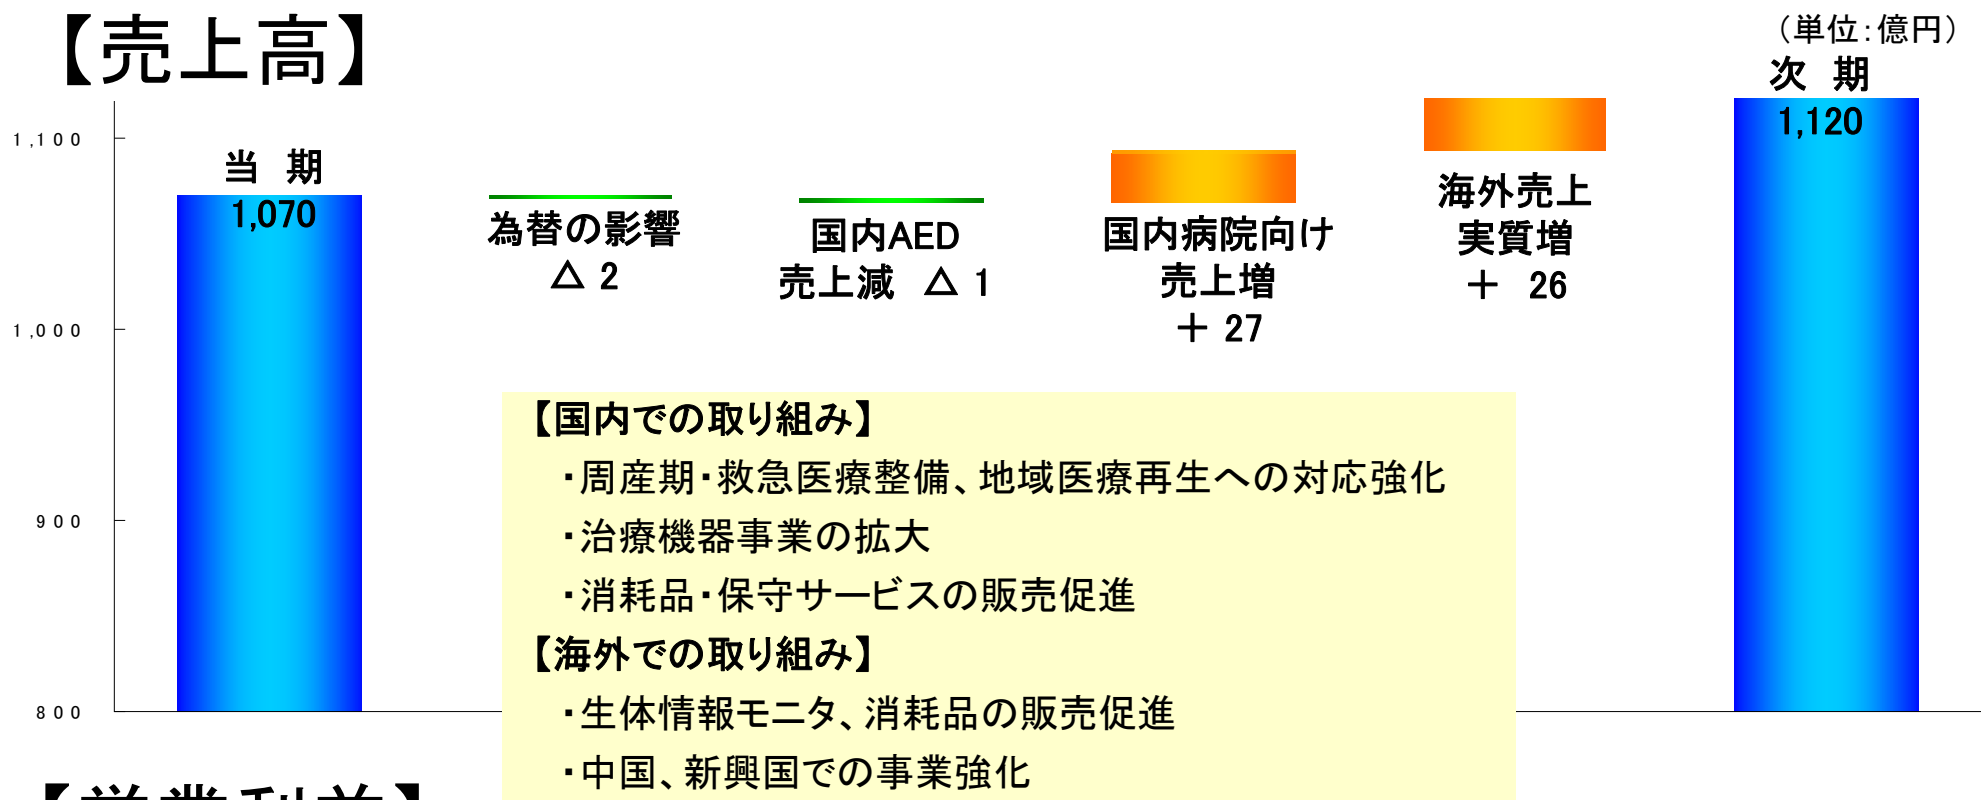 【売上高】
（単位：億円）
次 期
1,120
1,100
当 期
1,070
為替の影響
△ 2
国内AED
売上減 △ 1
国内病院向け
売上増
＋ 27
海外売上
実質増
＋ 26
1,000
900
800
【国内での取り組み】
・周産期・救急医療整備、地域医療再生への対応強化
・治療機器事業の拡大
・消耗品・保守サービスの販売促進
【海外での取り組み】
・生体情報モニタ、消耗品の販売促進
・中国、新興国での事業強化